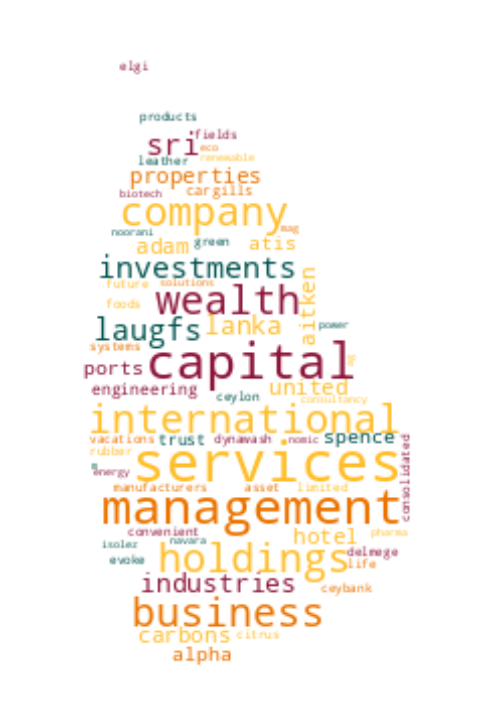 elgi
products
fields
sri
eco
leather
renewable
properties
biotech
cargills
company
mag
noorani
green
adam
atis
investments
future
solutions
wealth
aitken
foods
laugfs
lanka
power
systems
capital
ports
engineering
united
ceylon
consultancy
international
vacations
trust
dynawash
nomic
spence
rubber
services
consolidated
energy
manufacturers
asset
limited
management
convenient
hotel
pharma
isolez
navara
holdings
delmege
evoke
life
industries
ceybank
business
carbons
citrus
alpha